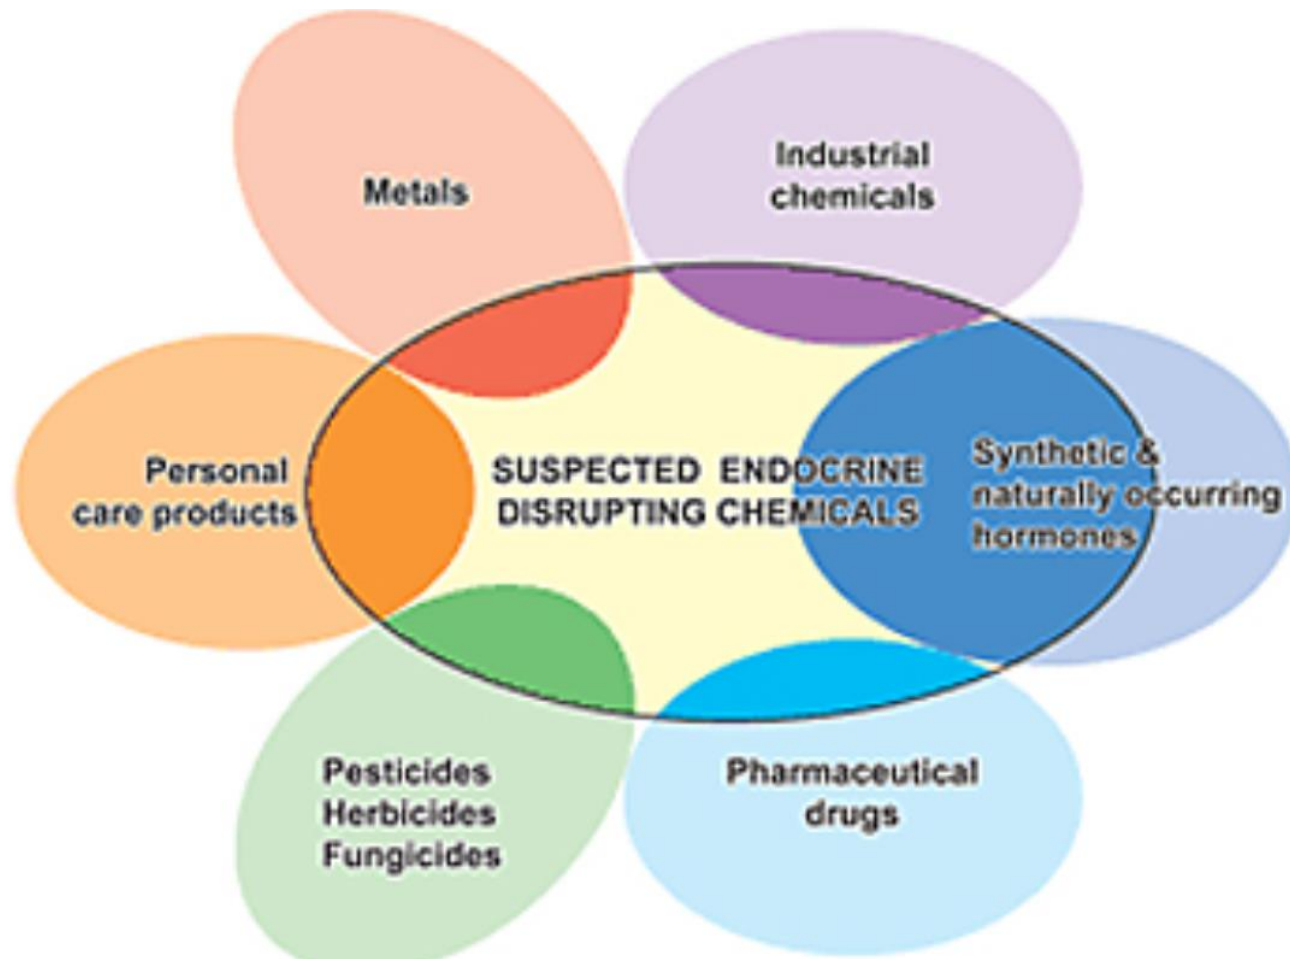 Metals
Industrial
chemicals
Personal
care products
SUSPECTED ENDOCRINE
DISRUPTING CHEMICALS
Synthetic &
naturally occurring
hormones
Pesticides
Herbicides
Fungicides
Pharmaceutical
drugs